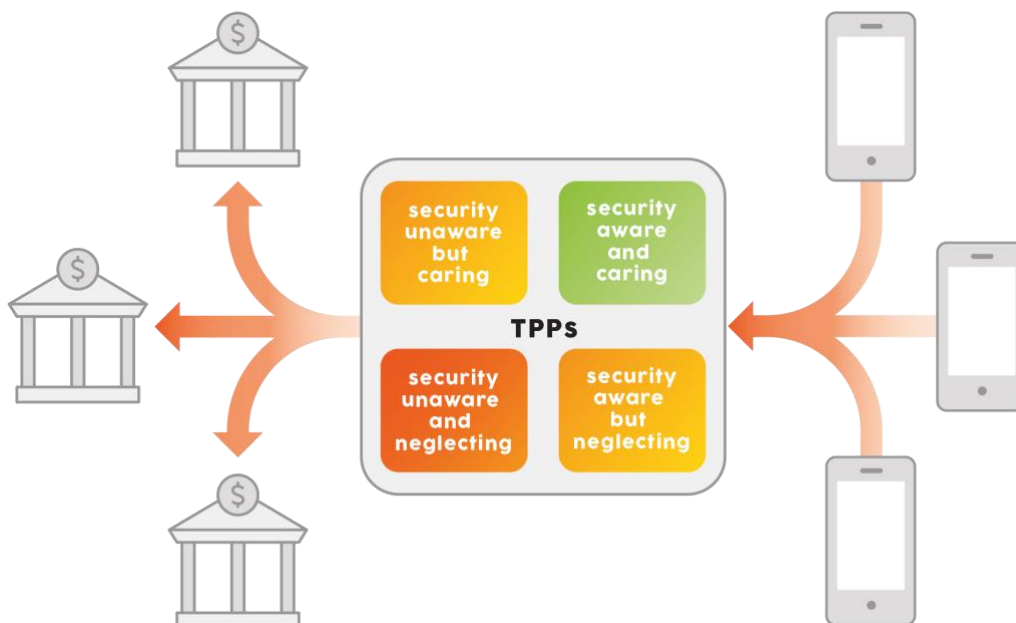 $
$
$
security
unaware
but
caring
security
aware
and
caring
TPPs
security
unaware
and
neglecting
security
aware
but
neglecting